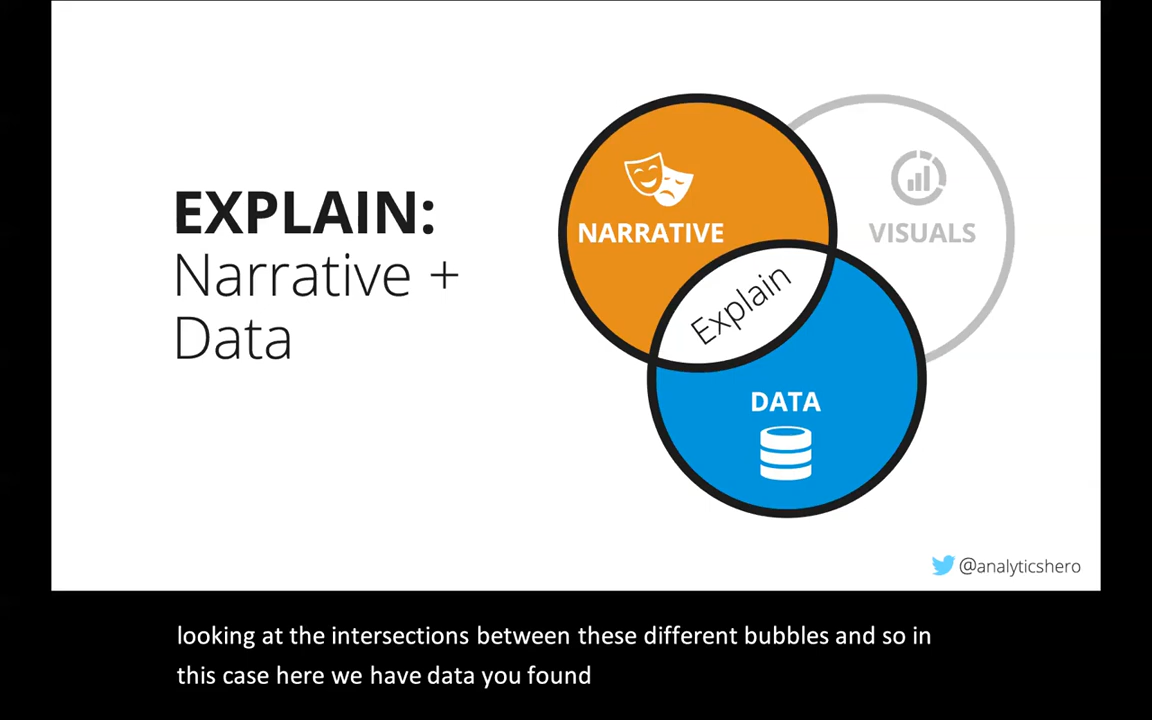 EXPLAIN:
Narrative +
Data
NARRATIVE
VISUALS
Explain
DATA
@analyticshero
looking at the intersections between these different bubbles and so in
this case here we have data you found